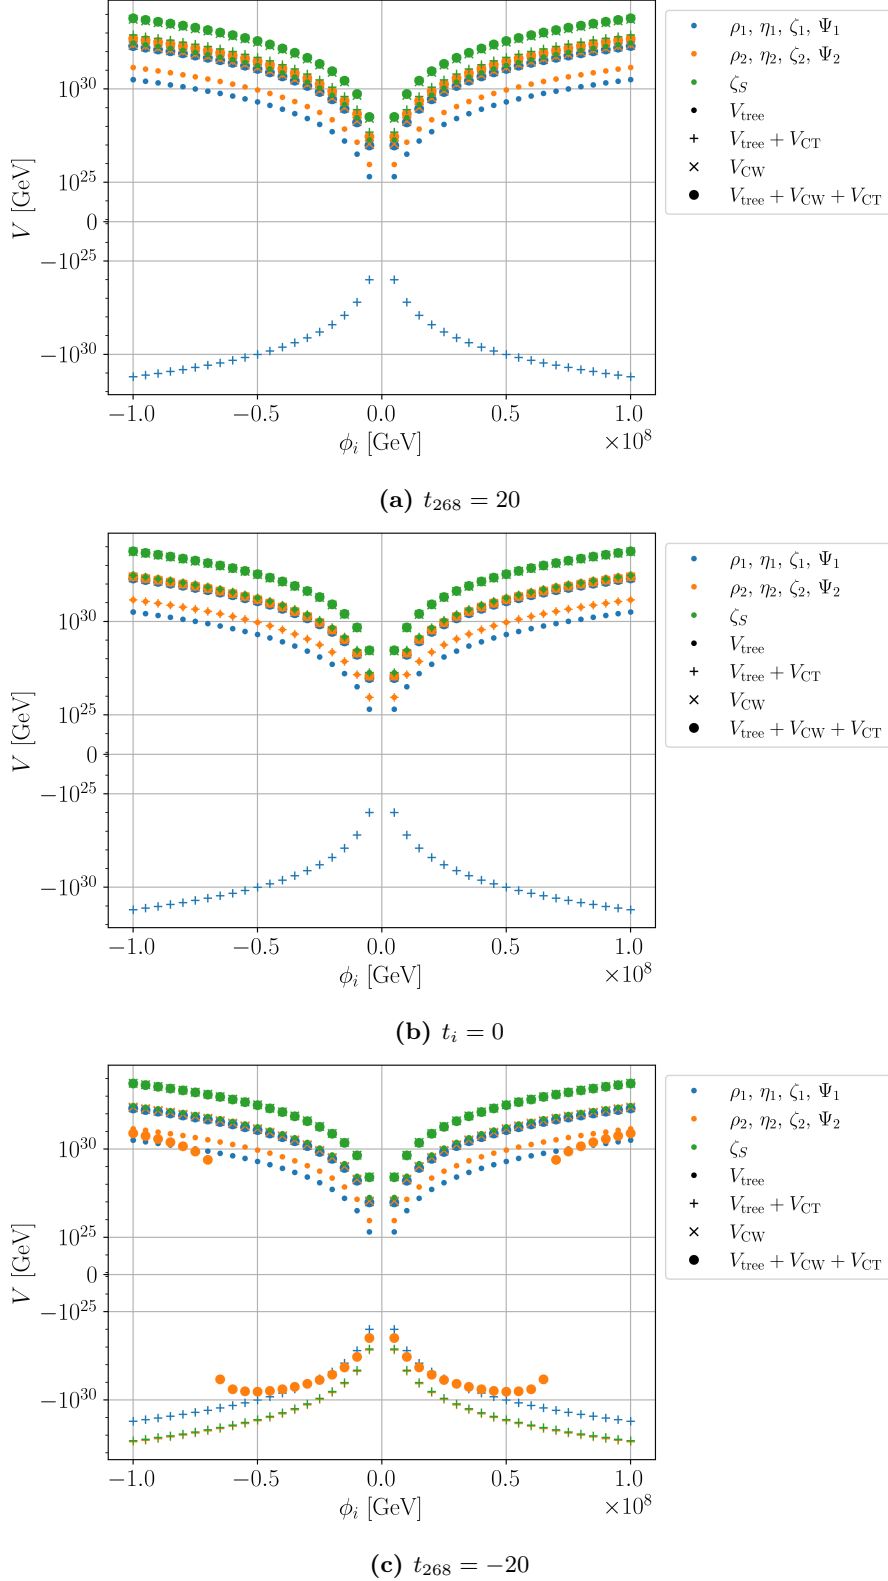 V [GeV]
10^30
10^25
0
−10^25
−10^30
−1.0 −0.5 0.0 0.5 1.0
ϕ_i [GeV] ×10^8
ρ_1, η_1, ζ_1, Ψ_1
ρ_2, η_2, ζ_2, Ψ_2
ζ_S
V_tree
V_tree + V_CT
V_CW
V_tree + V_CW + V_CT
(a) t_268 = 20
V [GeV]
10^30
10^25
0
−10^25
−10^30
−1.0 −0.5 0.0 0.5 1.0
ϕ_i [GeV] ×10^8
ρ_1, η_1, ζ_1, Ψ_1
ρ_2, η_2, ζ_2, Ψ_2
ζ_S
V_tree
V_tree + V_CT
V_CW
V_tree + V_CW + V_CT
(b) t_i = 0
V [GeV]
10^30
10^25
0
−10^25
−10^30
−1.0 −0.5 0.0 0.5 1.0
ϕ_i [GeV] ×10^8
ρ_1, η_1, ζ_1, Ψ_1
ρ_2, η_2, ζ_2, Ψ_2
ζ_S
V_tree
V_tree + V_CT
V_CW
V_tree + V_CW + V_CT
(c) t_268 = −20